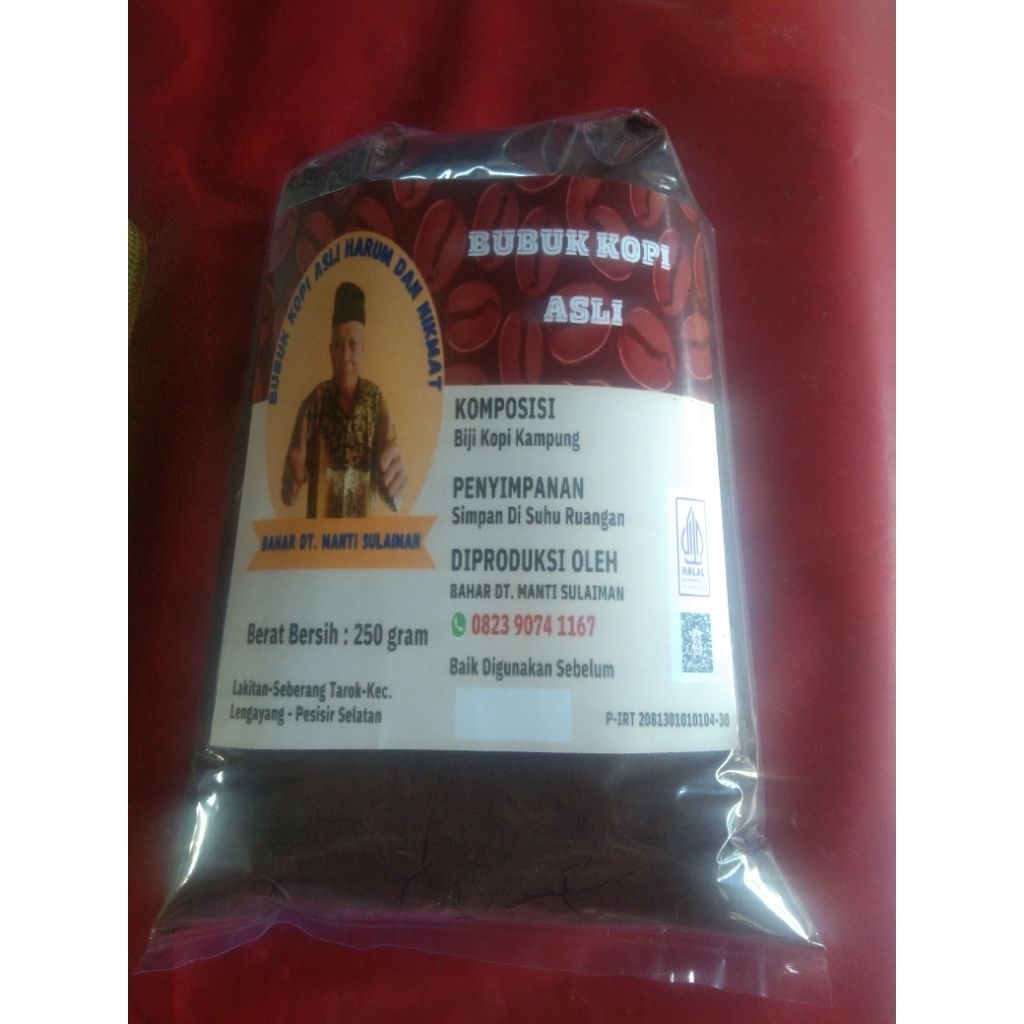 BUBUK KOPI
ASLI
BUBUK KOPI ASLI HARUM DAN NIKMAT
BAHAR DT. MANTI SULAIMAN
KOMPOSISI
Biji Kopi Kampung
PENYIMPANAN
Simpan Di Suhu Ruangan
DIPRODUKSI OLEH
BAHAR DT. MANTI SULAIMAN
0823 9074 1167
Baik Digunakan Sebelum
Berat Bersih : 250 gram
Lakitan-Seberang Tarok-Kec.
Lengayang - Pesisir Selatan
HALAL
P-IRT 2081301010104-30